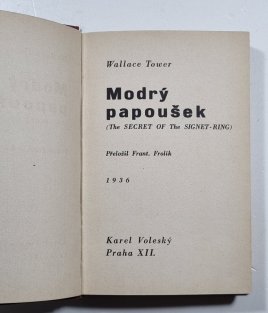 Wallace Tower
Modrý
papoušek
(The SECRET OF The SIGNET-RING)
Přeložil Frant. Frolík
1936
Karel Voleský
Praha XII.